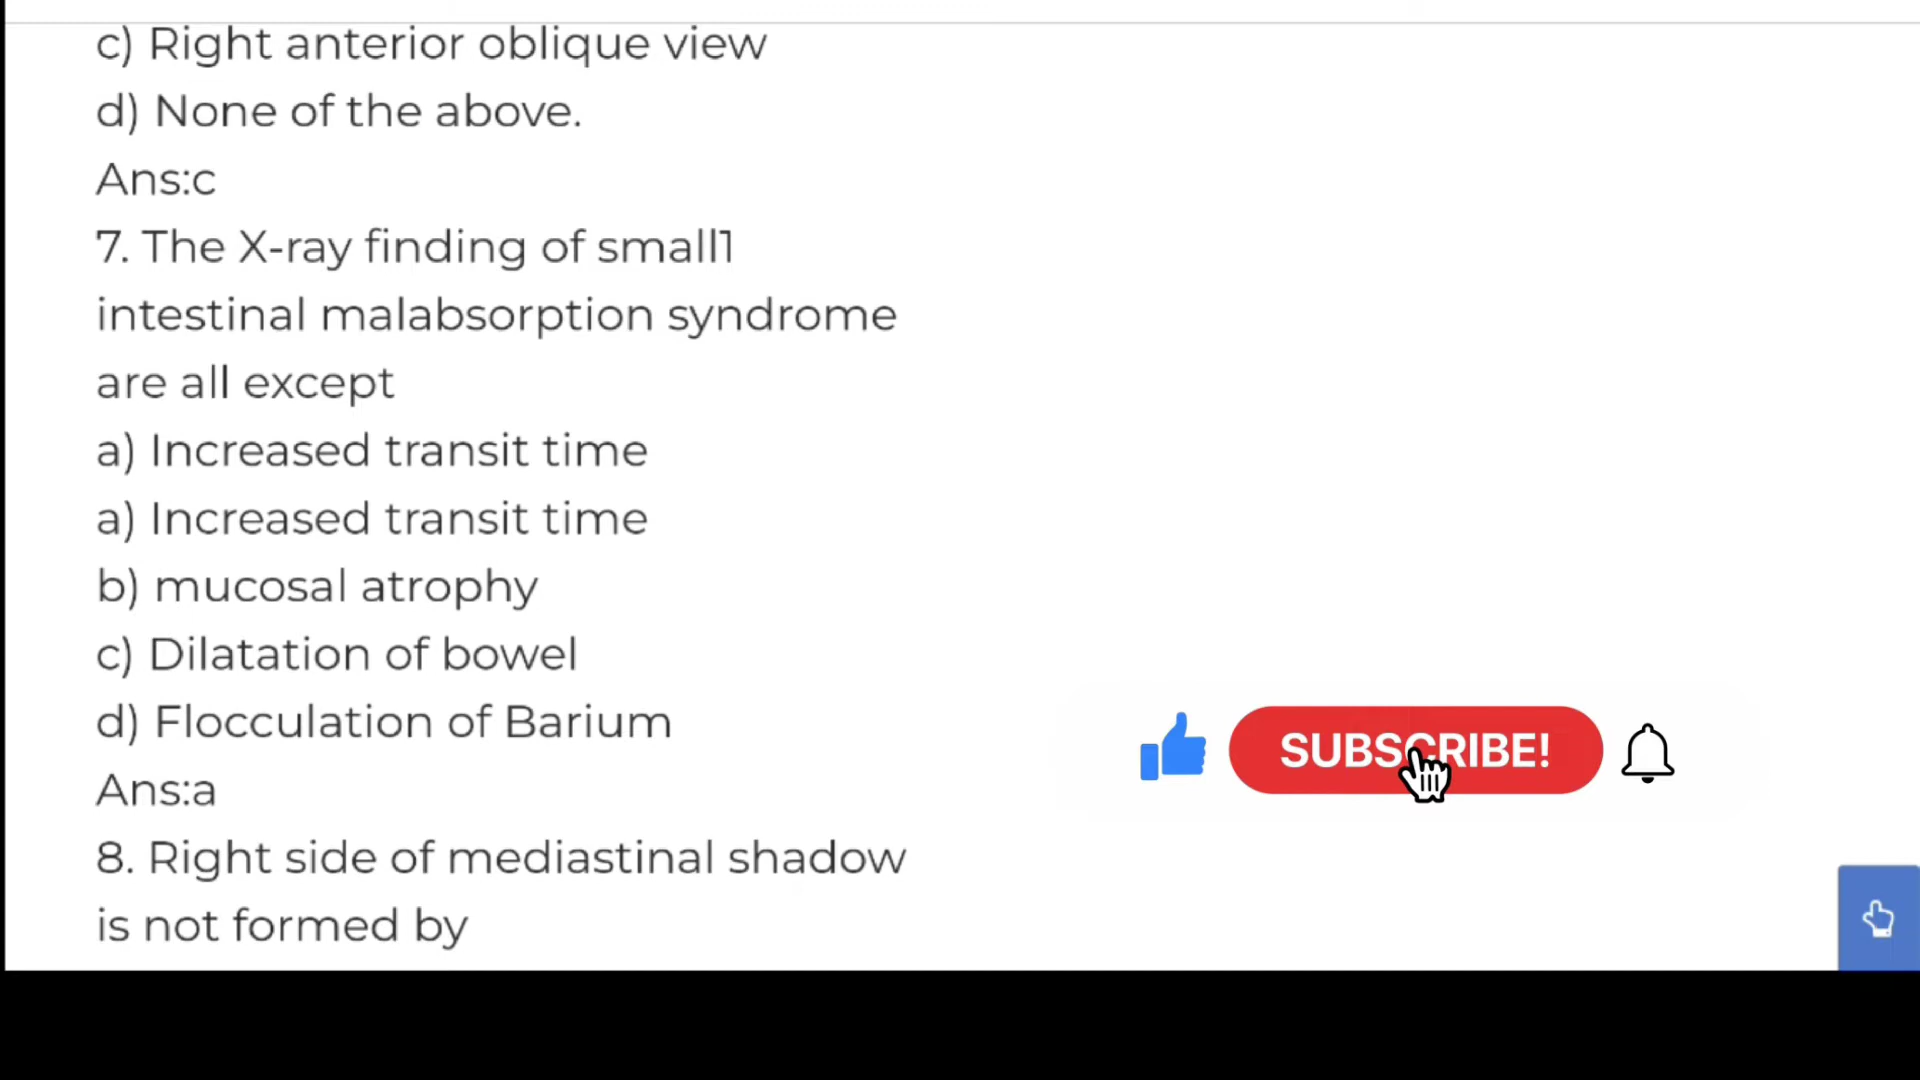 c) Right anterior oblique view
d) None of the above.
Ans:c
7. The X-ray finding of small1
intestinal malabsorption syndrome
are all except
a) Increased transit time
a) Increased transit time
b) mucosal atrophy
c) Dilatation of bowel
d) Flocculation of Barium
Ans:a
SUBSCRIBE!
8. Right side of mediastinal shadow
is not formed by